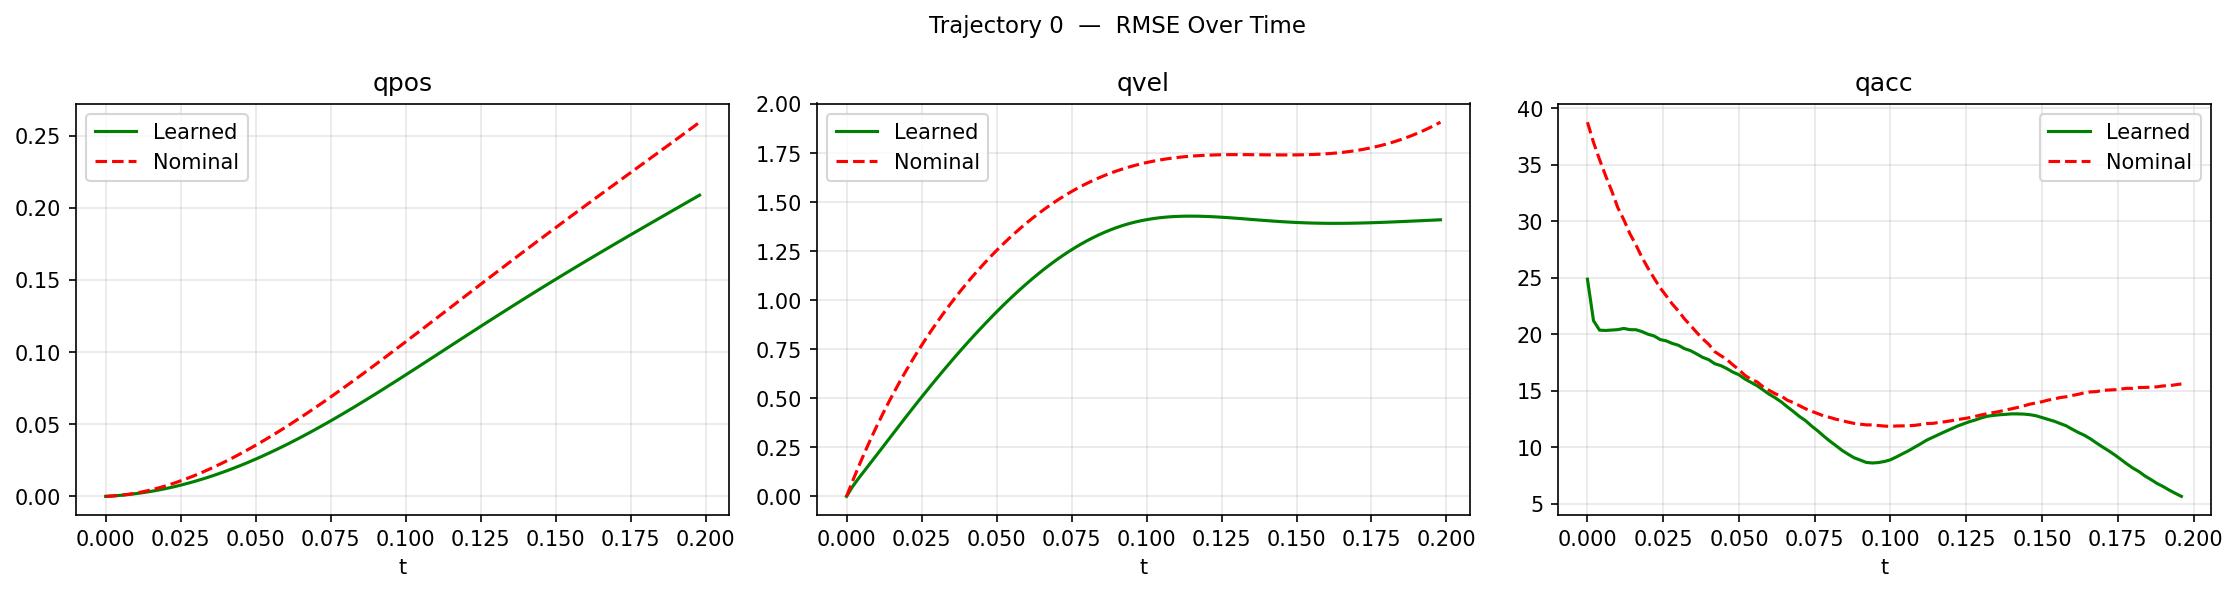 Trajectory 0 — RMSE Over Time
qpos
Learned
Nominal
0.25
0.20
0.15
0.10
0.05
0.00
0.000 0.025 0.050 0.075 0.100 0.125 0.150 0.175 0.200
t
qvel
Learned
Nominal
2.00
1.75
1.50
1.25
1.00
0.75
0.50
0.25
0.00
0.000 0.025 0.050 0.075 0.100 0.125 0.150 0.175 0.200
t
qacc
Learned
Nominal
40
35
30
25
20
15
10
5
0.000 0.025 0.050 0.075 0.100 0.125 0.150 0.175 0.200
t